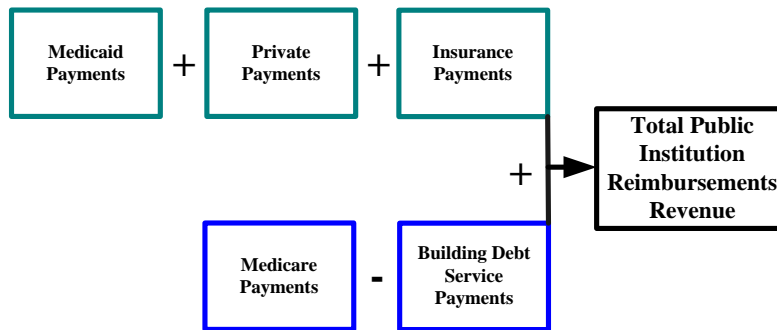 Medicaid
Payments
+
Private
Payments
+
Insurance
Payments
+
Total Public
Institution
Reimbursements
Revenue
Medicare
Payments
-
Building Debt
Service
Payments